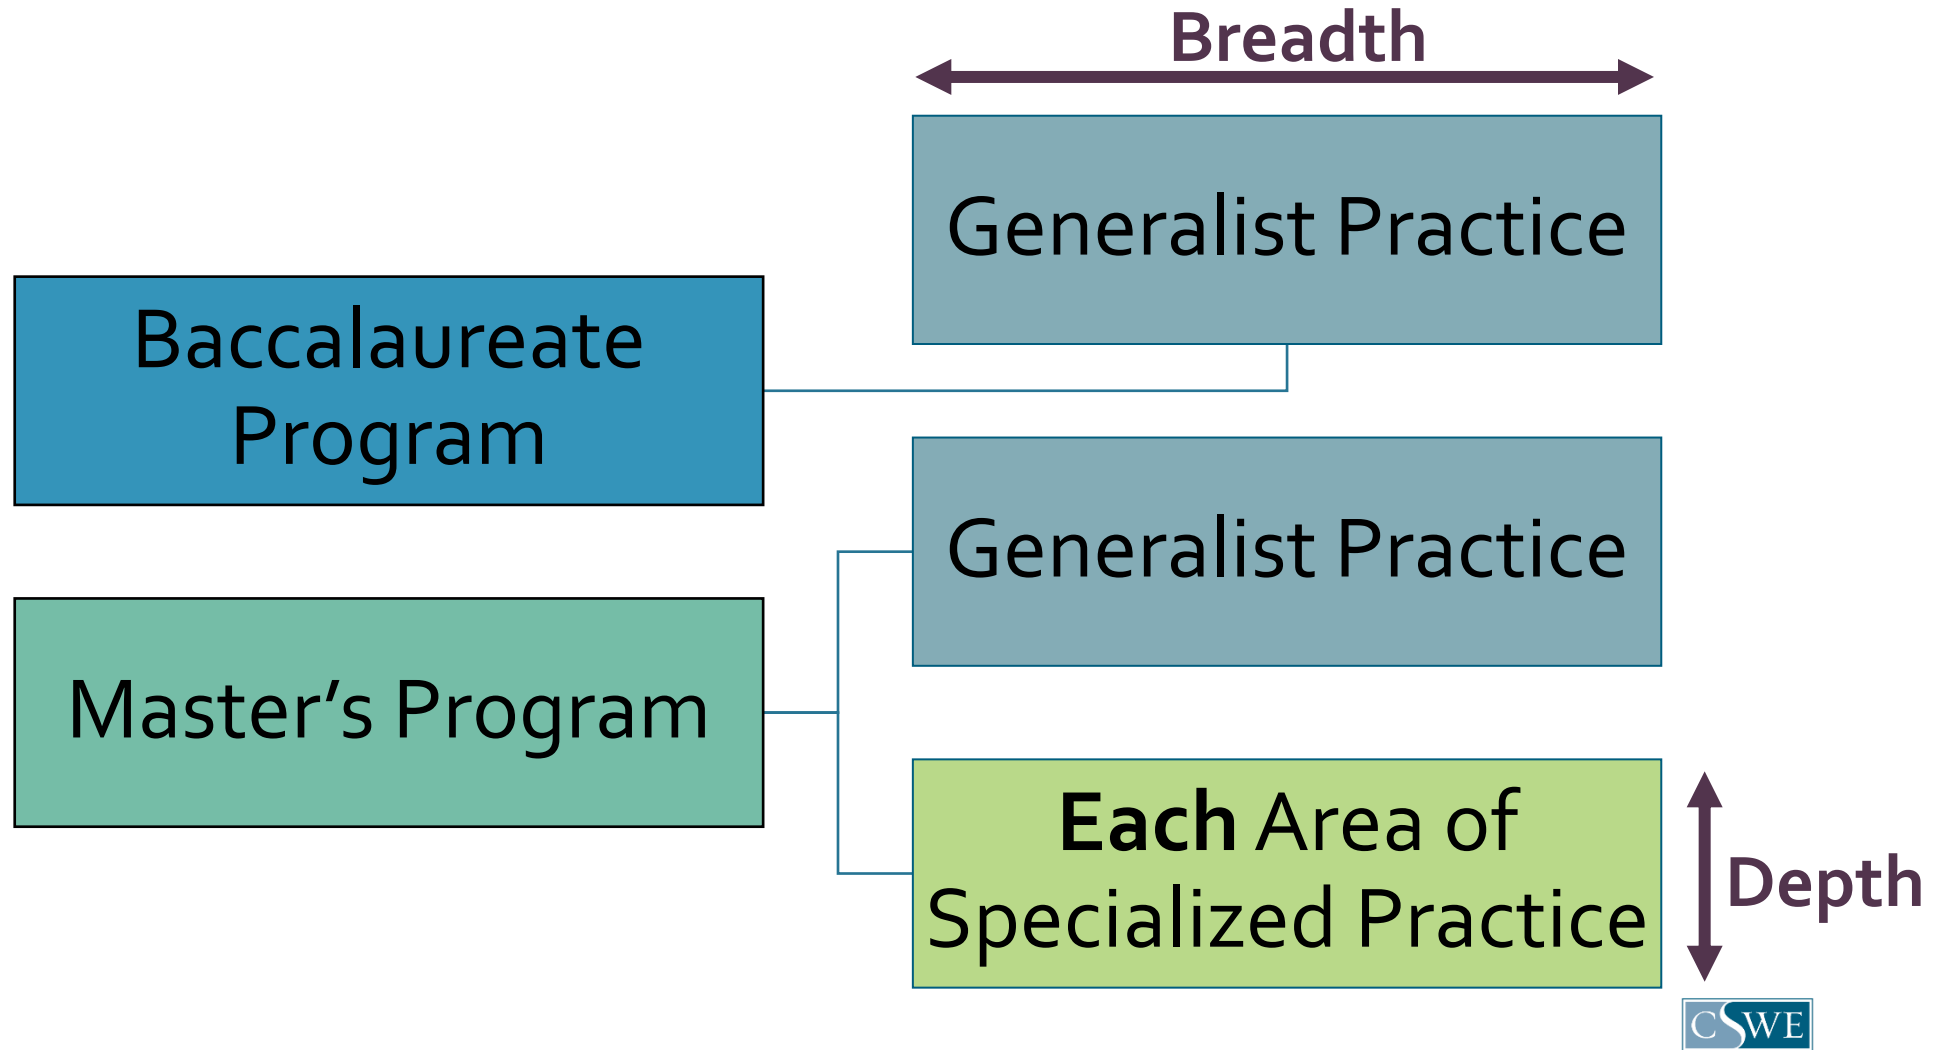 Breadth
Generalist Practice
Baccalaureate
Program
Generalist Practice
Master’s Program
Each Area of
Specialized Practice
Depth
CSWE